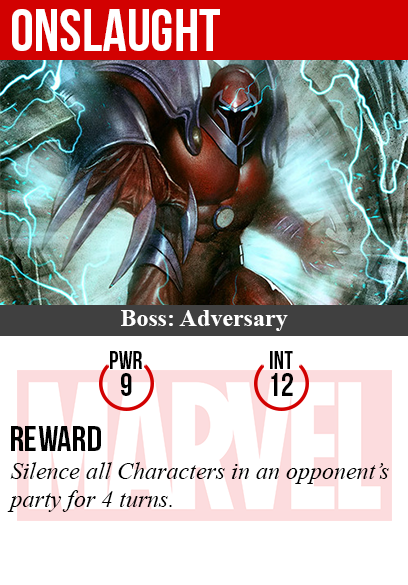 ONSLAUGHT
Boss: Adversary
PWR INT
9 12
MARVEL
REWARD
Silence all Characters in an opponent’s
party for 4 turns.